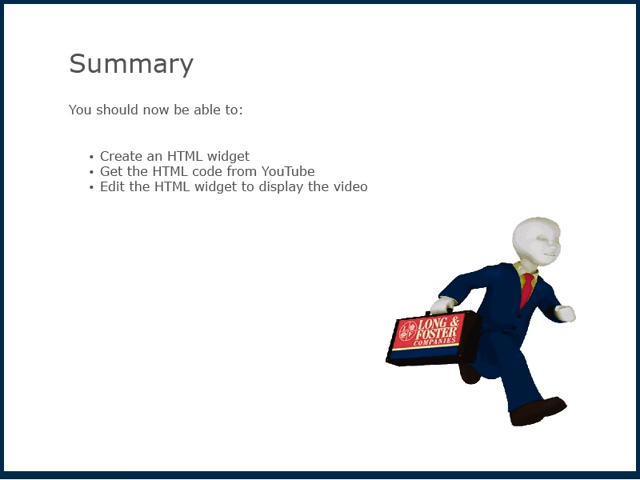 Summary
You should now be able to:
• Create an HTML widget
• Get the HTML code from YouTube
• Edit the HTML widget to display the video
LONG &
FOSTER
COMPANIES